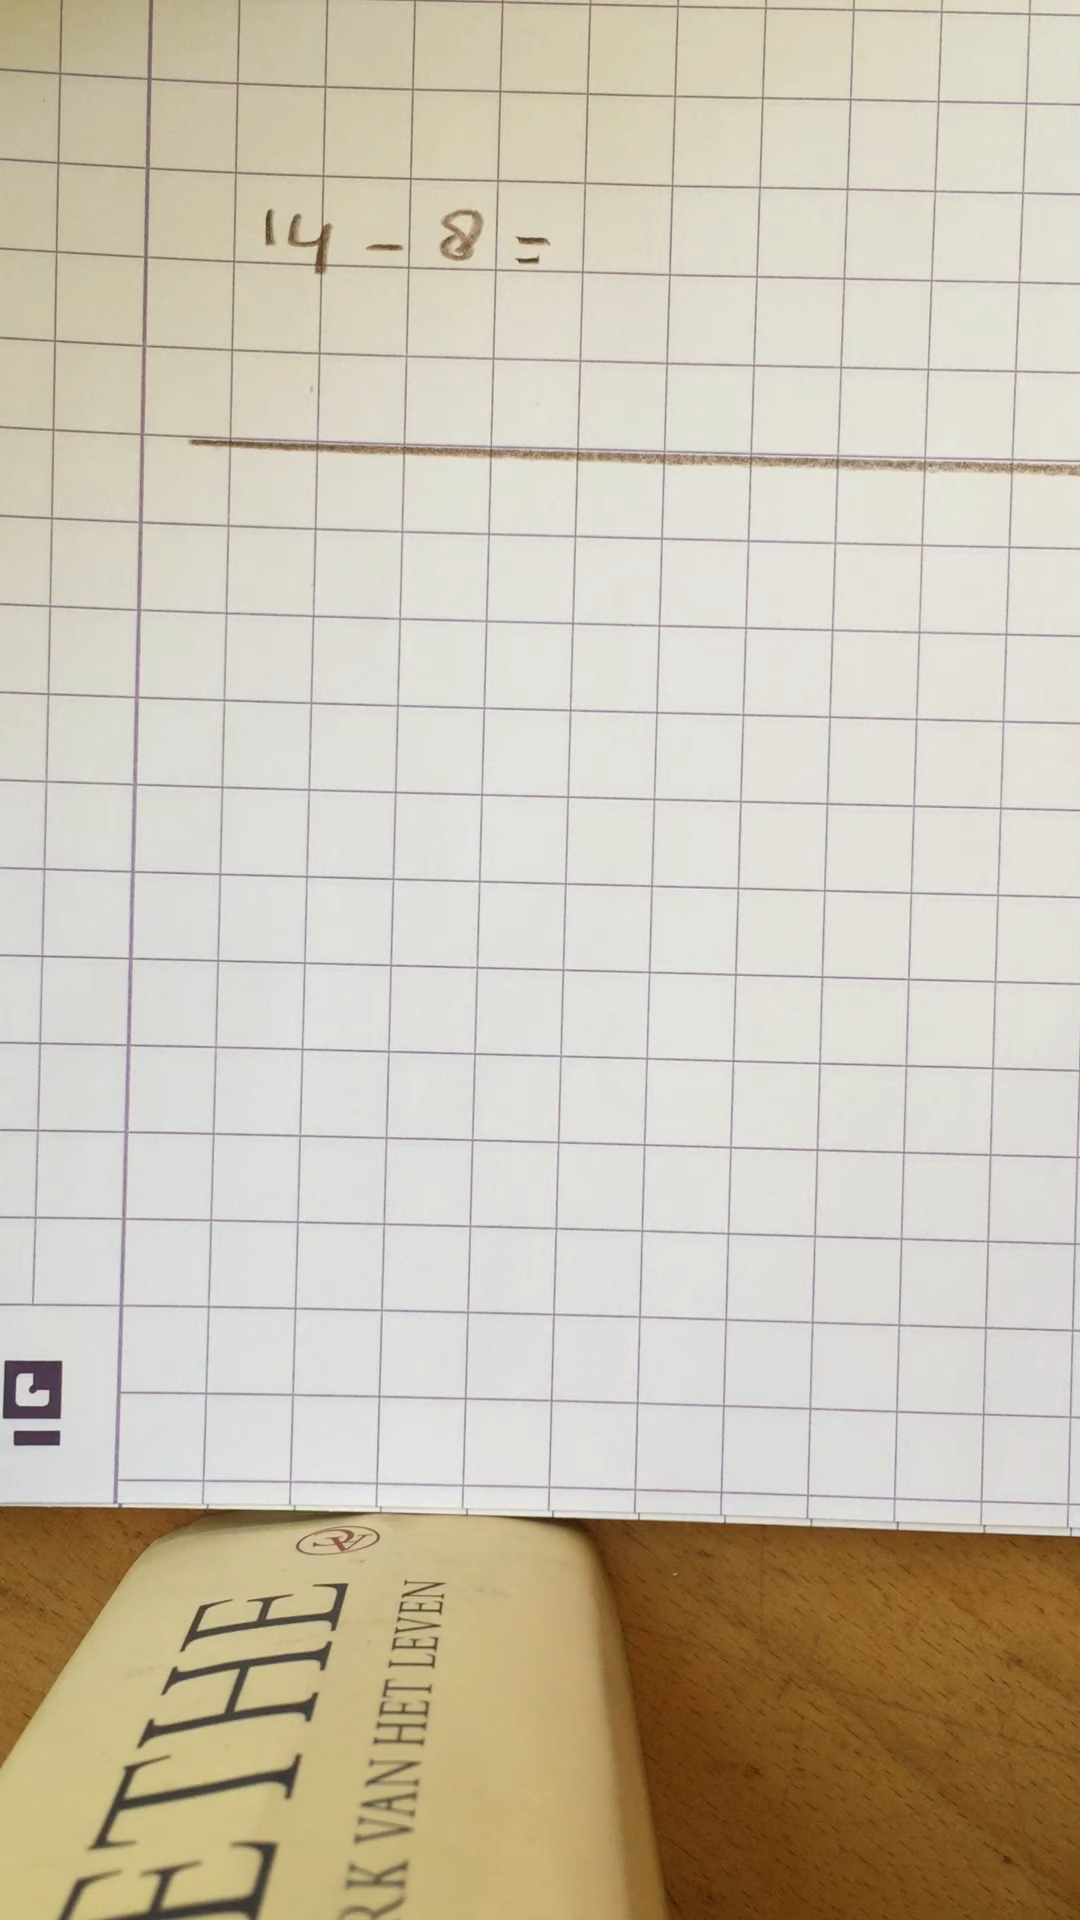 14 - 8 =
ETHE
RK VAN HET LEVEN